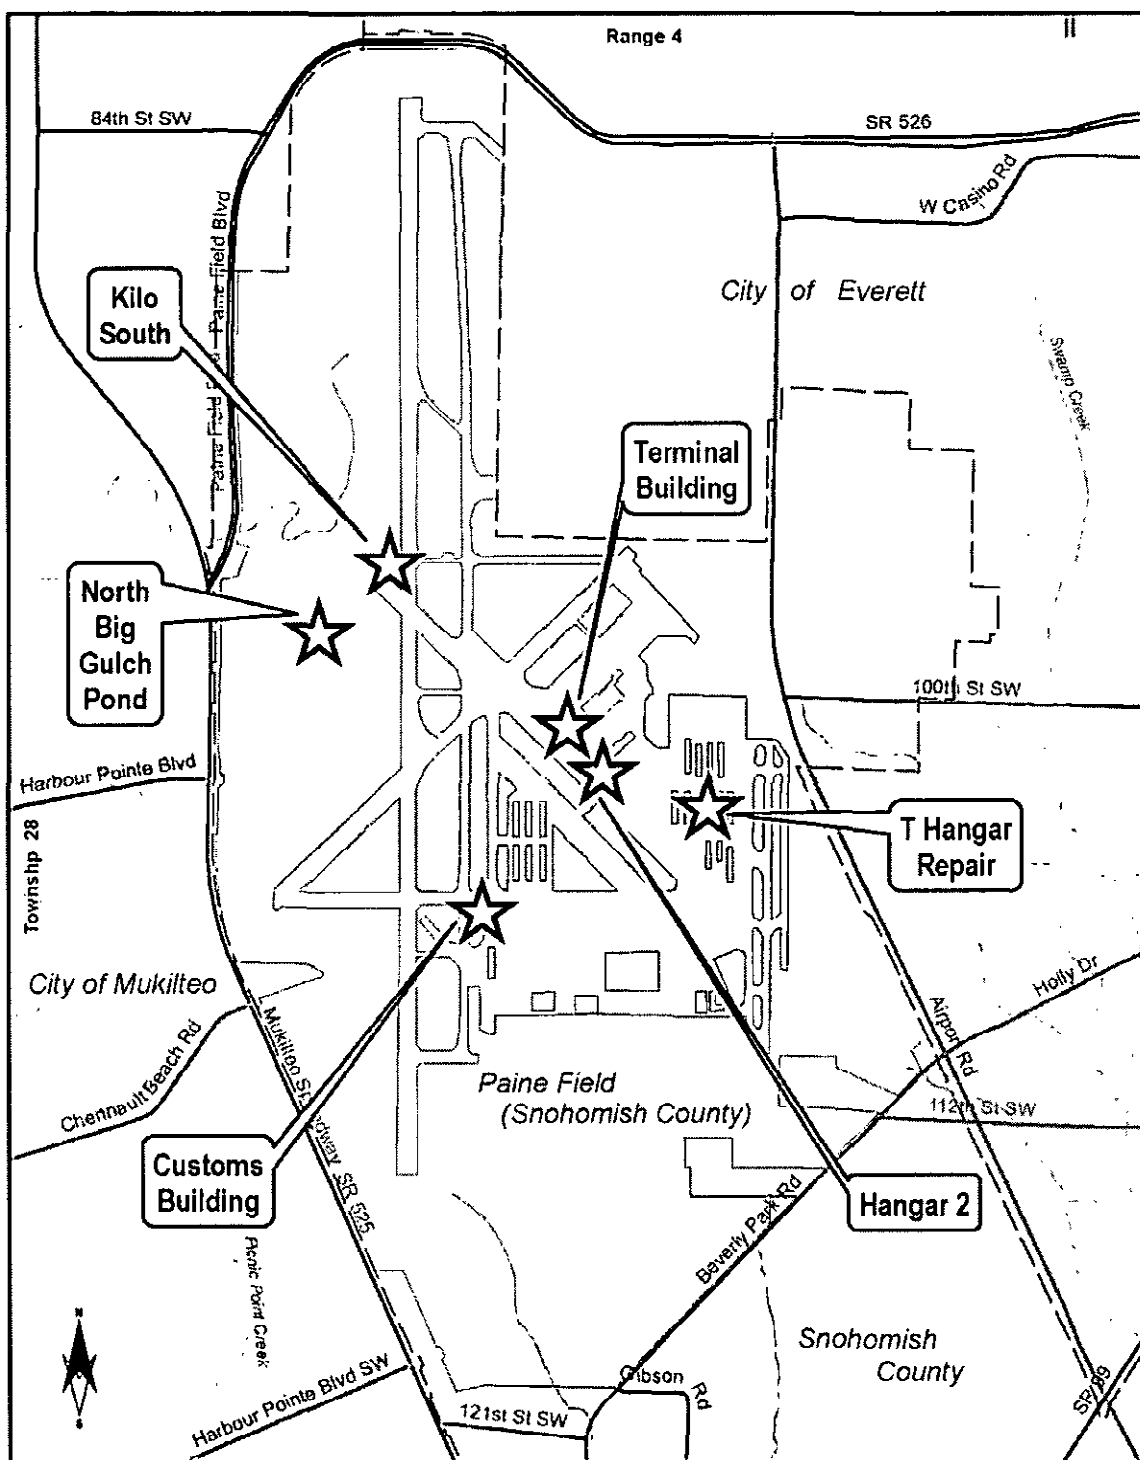 Range 4
84th St SW
SR 526
W Casino Rd
Paine Field Blvd
City of Everett
Kilo
South
Swamp Creek
Terminal
Building
North
Big
Gulch
Pond
100th St SW
Harbour Pointe Blvd
T Hangar
Repair
Townshp 28
City of Mukilteo
Holly Dr
Airport Rd
Chennault Beach Rd
Paine Field
(Snohomish County)
112th St SW
Customs
Building
SR 525
Hangar 2
Beverly Park Rd
Picnic Point Creek
N
S
Snohomish
County
Harbour Pointe Blvd SW
Gibson Rd
121st St SW